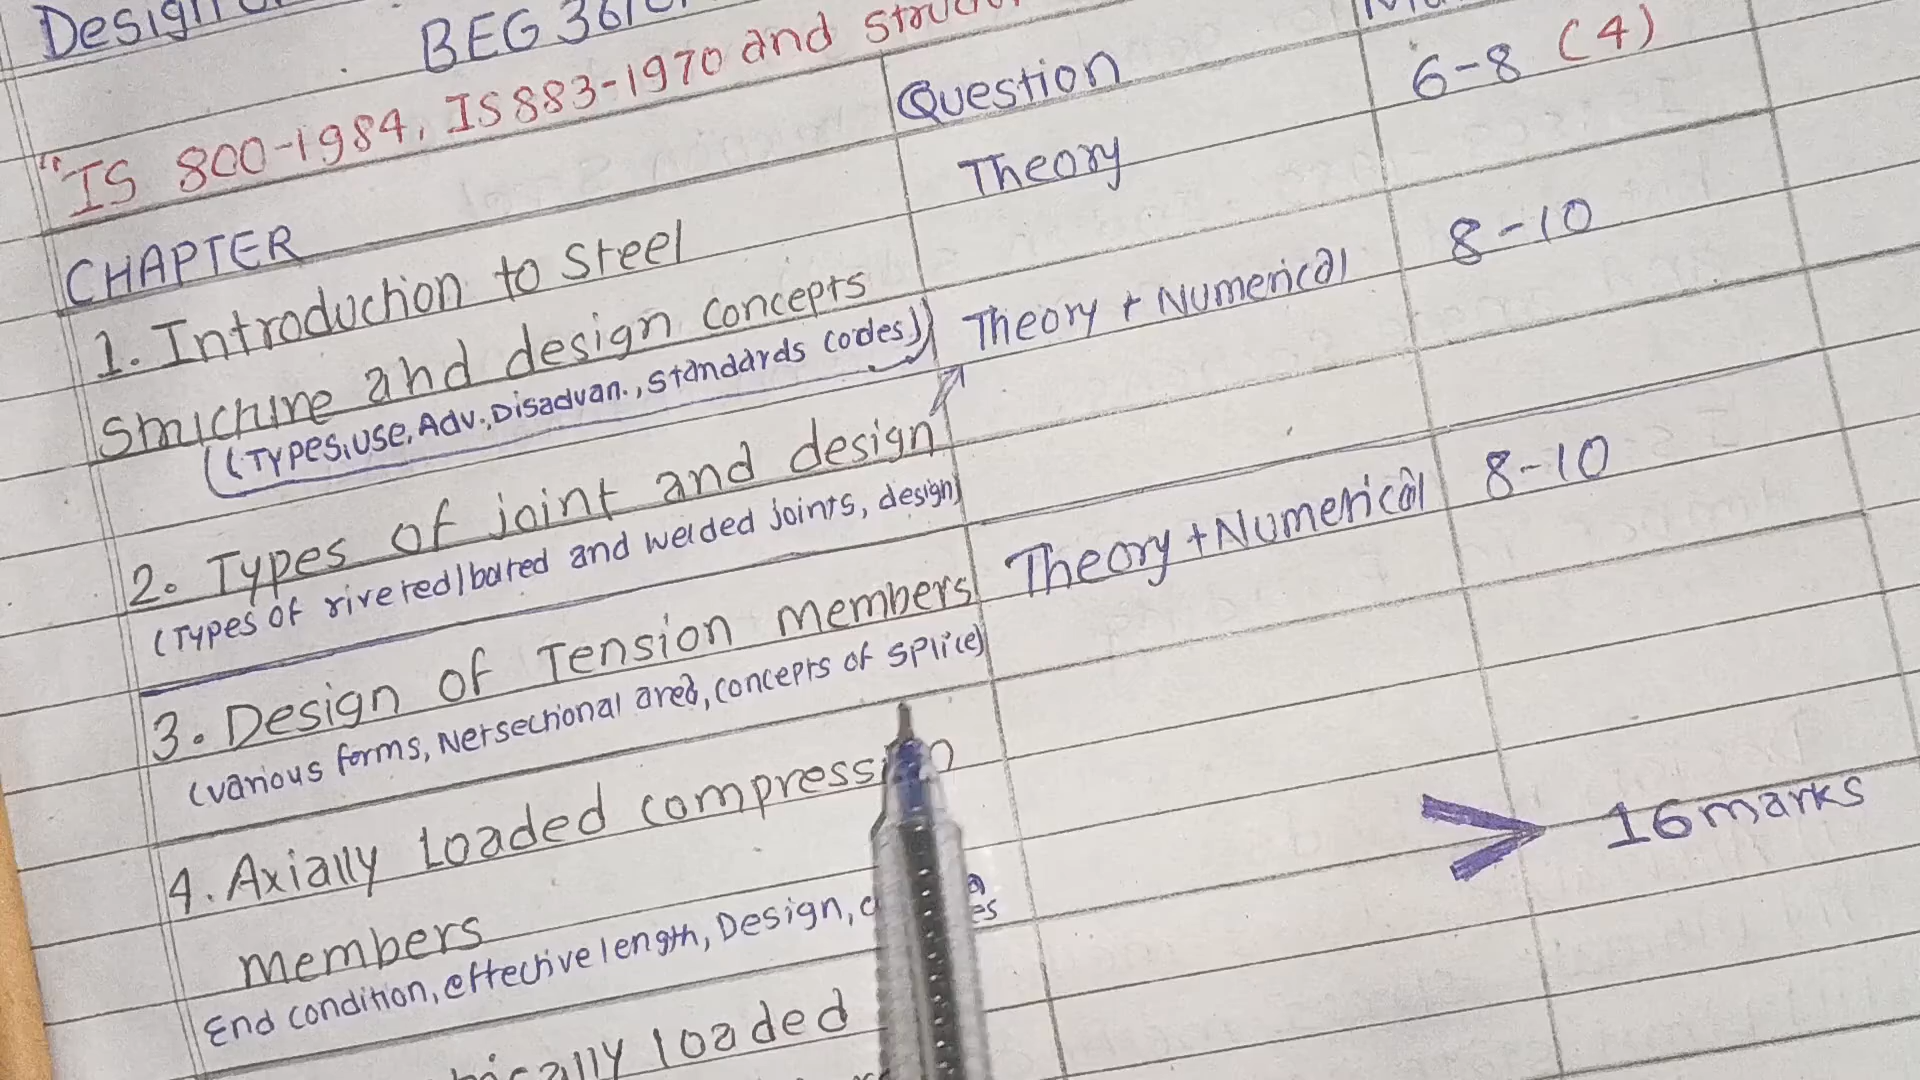 BEG
"IS 800-1984, IS 883-1970 and
CHAPTER
Question
6-8 (4)
1. Introduction to Steel
Theory
structure and design concepts
((Types, use, Adv., Disadvan., standards codes))
Theory + Numerical
8-10
2. Types of joint and design
(Types of riveted/bolted and welded joints, design)
3. Design of Tension members
Theory + Numerical
8-10
(various forms, Net sectional area, concepts of splice)
4. Axially Loaded compression
members
16 marks
End condition, effective length, Design,
loaded